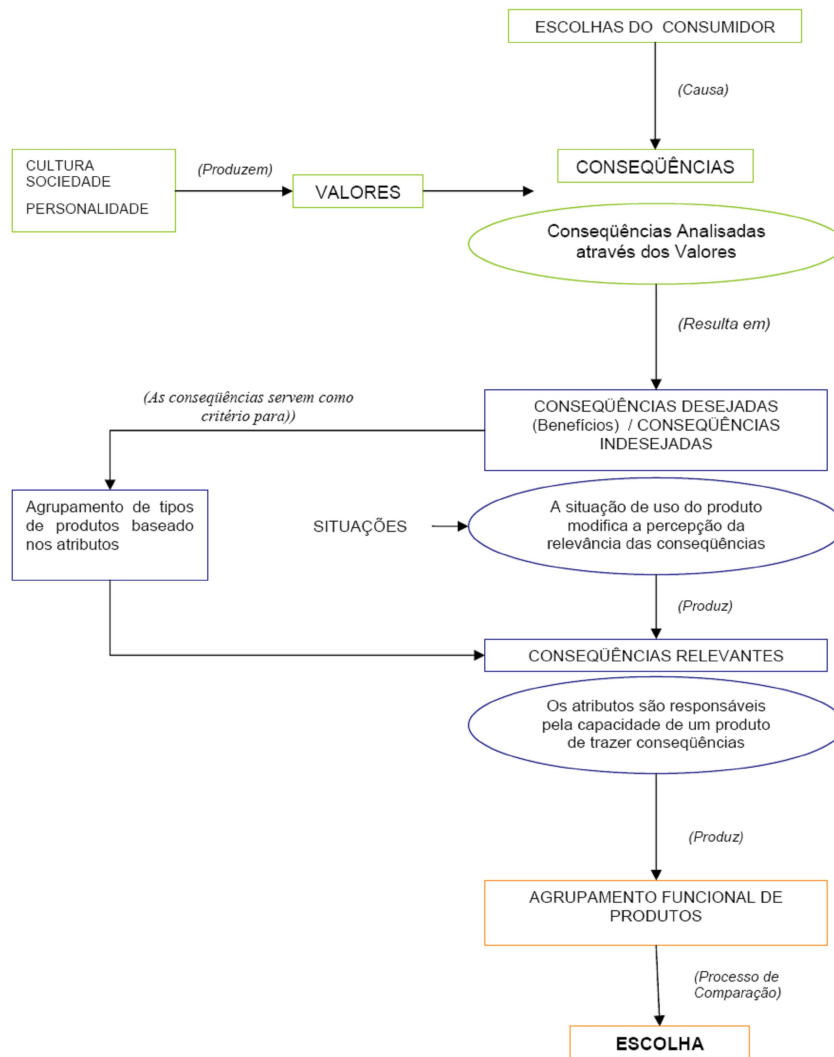 ESCOLHAS DO CONSUMIDOR
(Causa)
CULTURA
SOCIEDADE
PERSONALIDADE
(Produzem)
VALORES
CONSEQÜÊNCIAS
Conseqüências Analisadas
através dos Valores
(Resulta em)
(As conseqüências servem como
critério para))
CONSEQÜÊNCIAS DESEJADAS
(Benefícios) / CONSEQÜÊNCIAS
INDESEJADAS
Agrupamento de tipos
de produtos baseado
nos atributos
SITUAÇÕES
A situação de uso do produto
modifica a percepção da
relevância das conseqüências
(Produz)
CONSEQÜÊNCIAS RELEVANTES
Os atributos são responsáveis
pela capacidade de um produto
de trazer conseqüências
(Produz)
AGRUPAMENTO FUNCIONAL DE
PRODUTOS
(Processo de
Comparação)
ESCOLHA